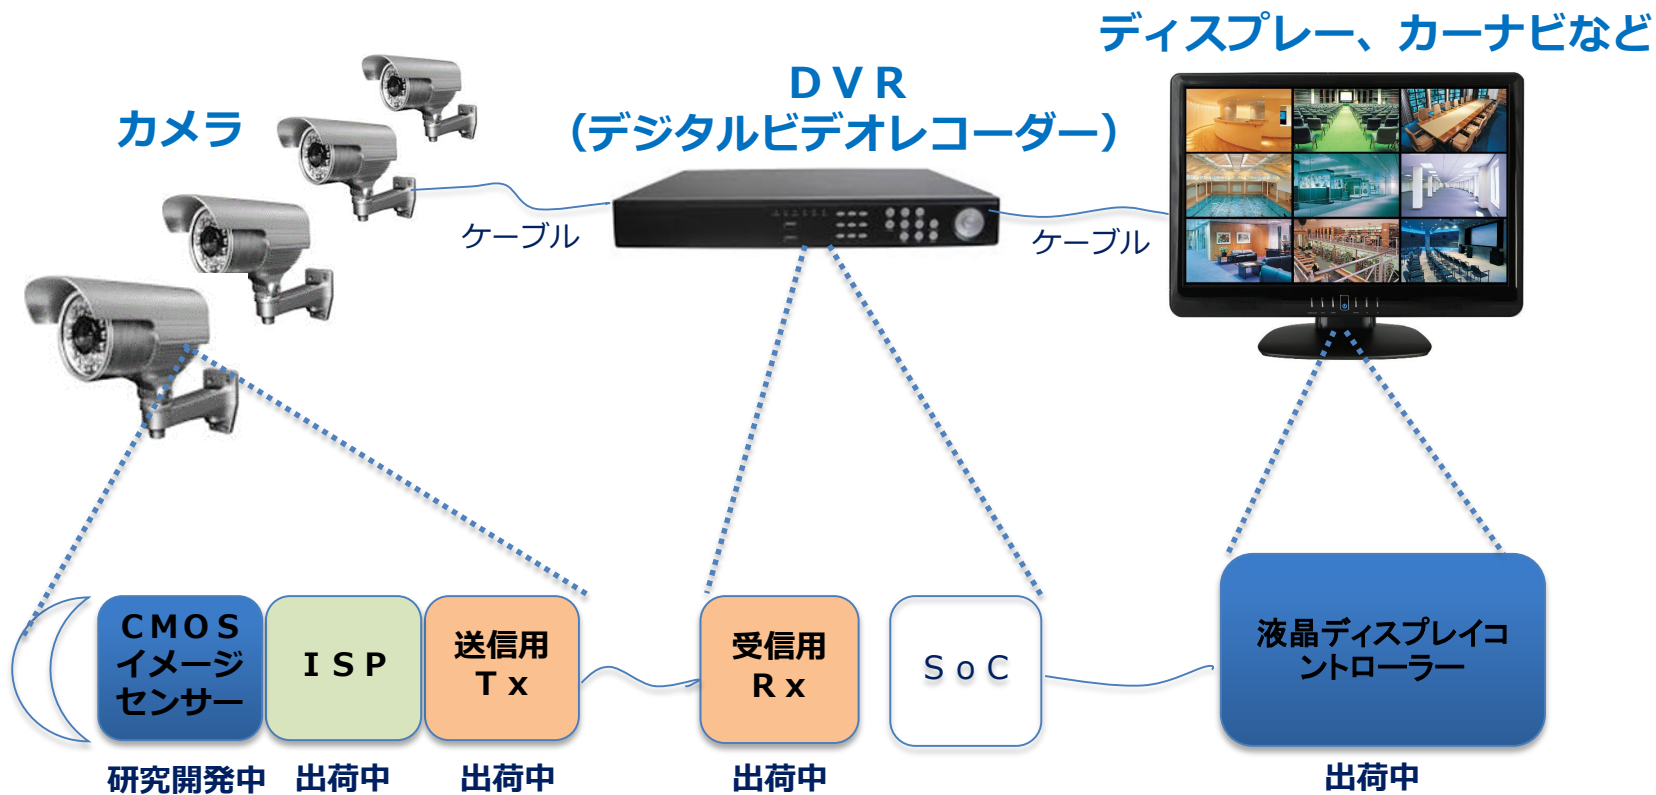 ディスプレー、カーナビなど
ＤＶＲ
（デジタルビデオレコーダー）
カメラ
ケーブル
ケーブル
ＣＭＯＳ
イメージ
センサー
ＩＳＰ
送信用
Ｔｘ
受信用
Ｒｘ
ＳｏＣ
液晶ディスプレイコ
ントローラー
研究開発中
出荷中
出荷中
出荷中
出荷中